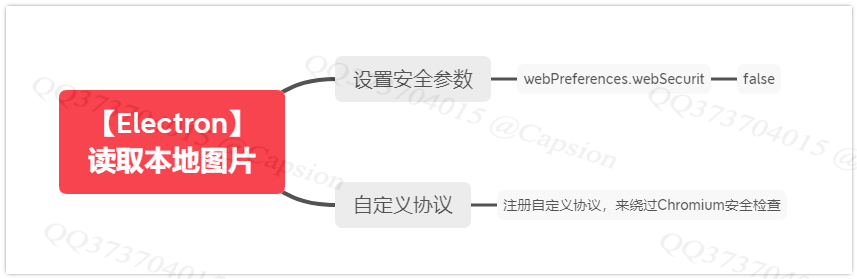 【Electron】
读取本地图片
设置安全参数
webPreferences.webSecurit
false
自定义协议
注册自定义协议，来绕过Chromium安全检查
QQ373704015 @Capsion
QQ373704015 @Capsion
QQ373704015 @
QQ373704015
QQ373704015